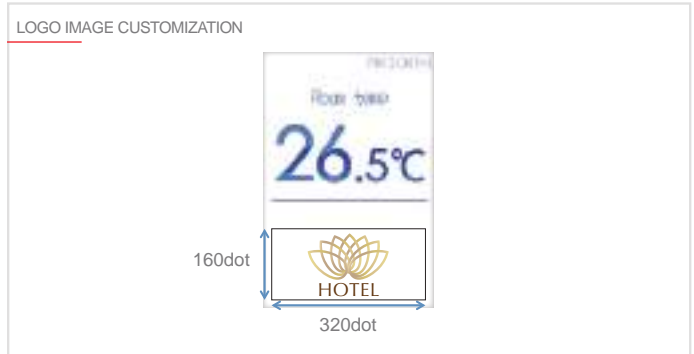 LOGO IMAGE CUSTOMIZATION
Room temp
26.5℃
160dot
HOTEL
320dot